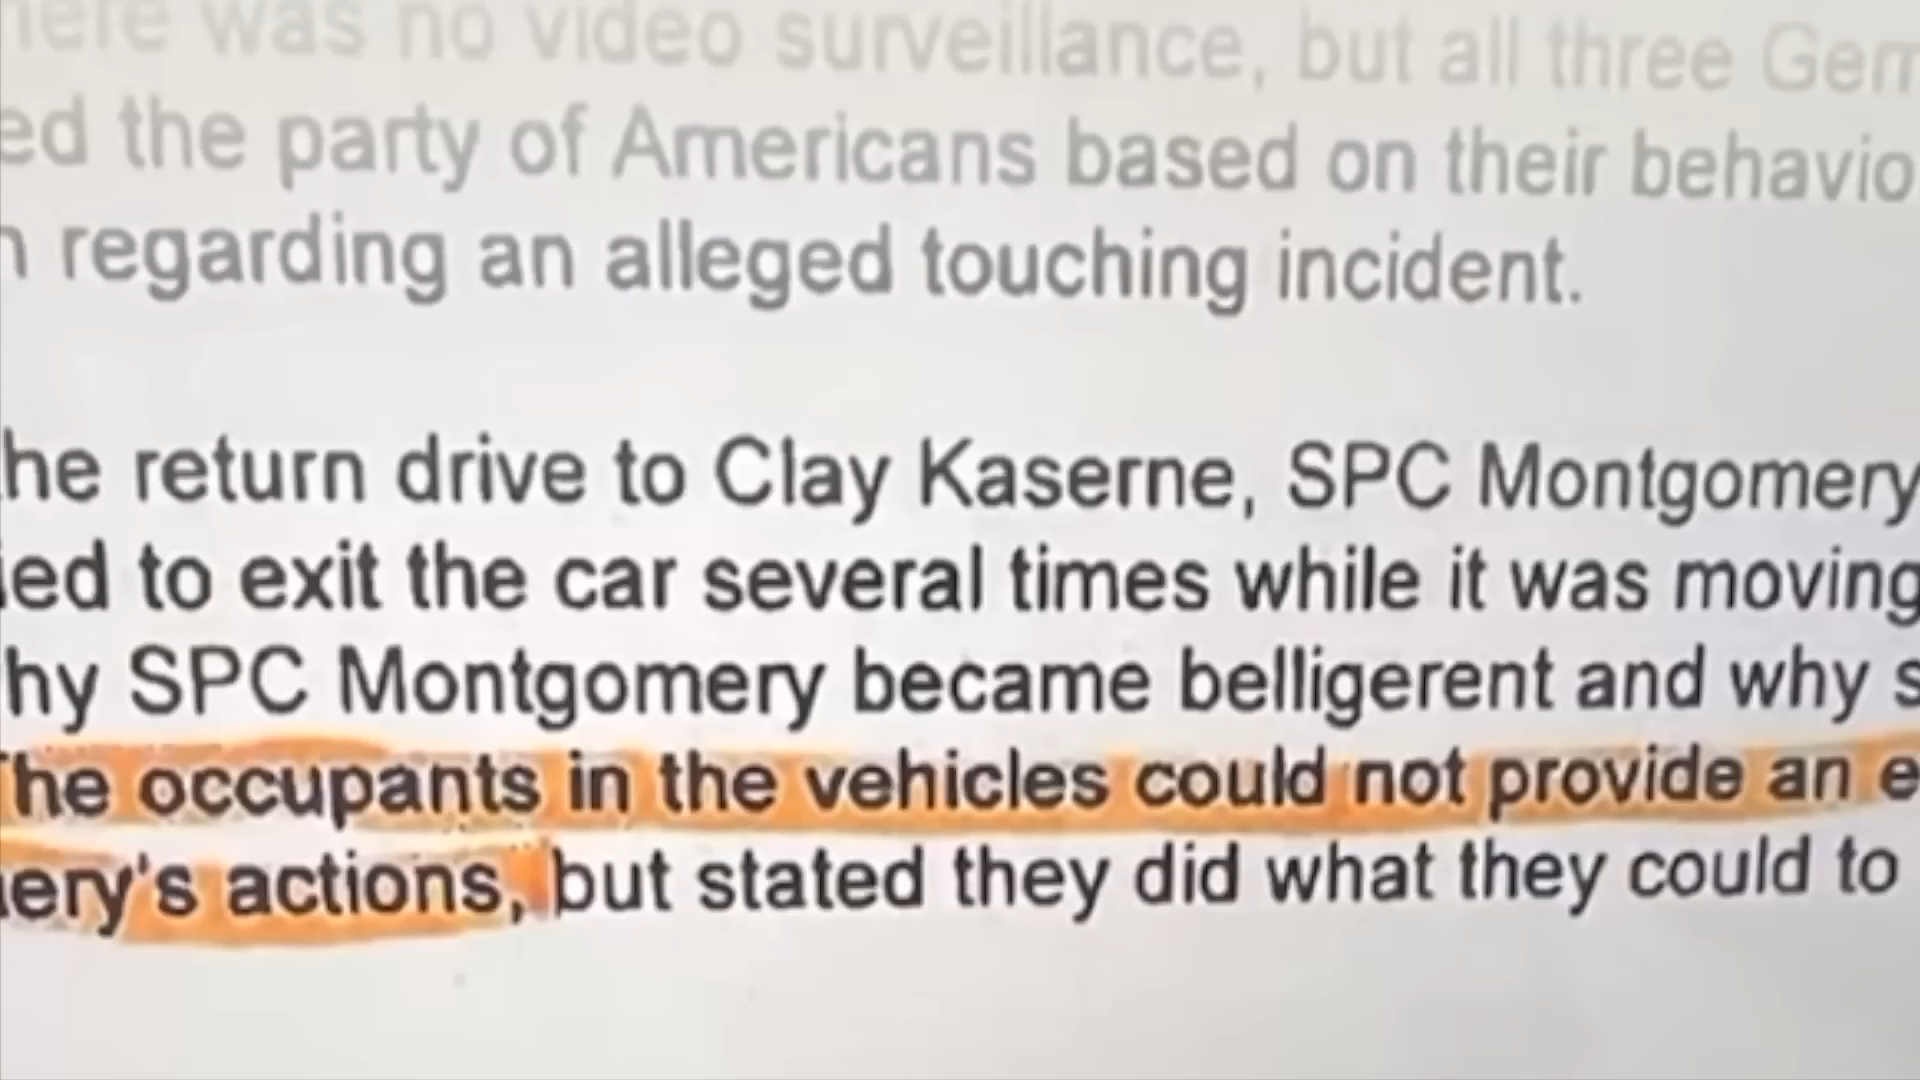 here was no video surveillance, but all three Germ
ed the party of Americans based on their behavio
n regarding an alleged touching incident.
he return drive to Clay Kaserne, SPC Montgomery
ied to exit the car several times while it was moving
hy SPC Montgomery became belligerent and why s
The occupants in the vehicles could not provide an e
ery's actions, but stated they did what they could to